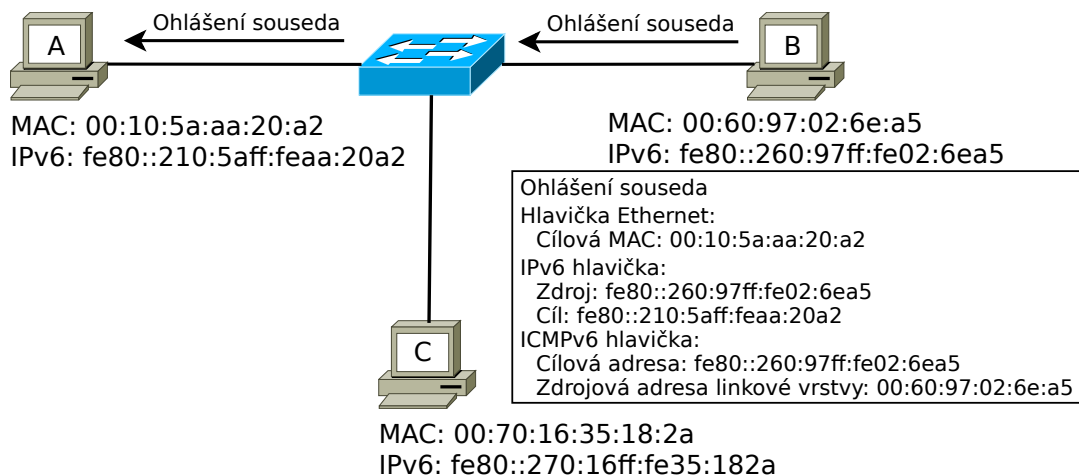 Ohlášení souseda
Ohlášení souseda
A
B
MAC: 00:10:5a:aa:20:a2
IPv6: fe80::210:5aff:feaa:20a2
MAC: 00:60:97:02:6e:a5
IPv6: fe80::260:97ff:fe02:6ea5
Ohlášení souseda
Hlavička Ethernet:
Cílová MAC: 00:10:5a:aa:20:a2
IPv6 hlavička:
Zdroj: fe80::260:97ff:fe02:6ea5
Cíl: fe80::210:5aff:feaa:20a2
ICMPv6 hlavička:
Cílová adresa: fe80::260:97ff:fe02:6ea5
Zdrojová adresa linkové vrstvy: 00:60:97:02:6e:a5
C
MAC: 00:70:16:35:18:2a
IPv6: fe80::270:16ff:fe35:182a